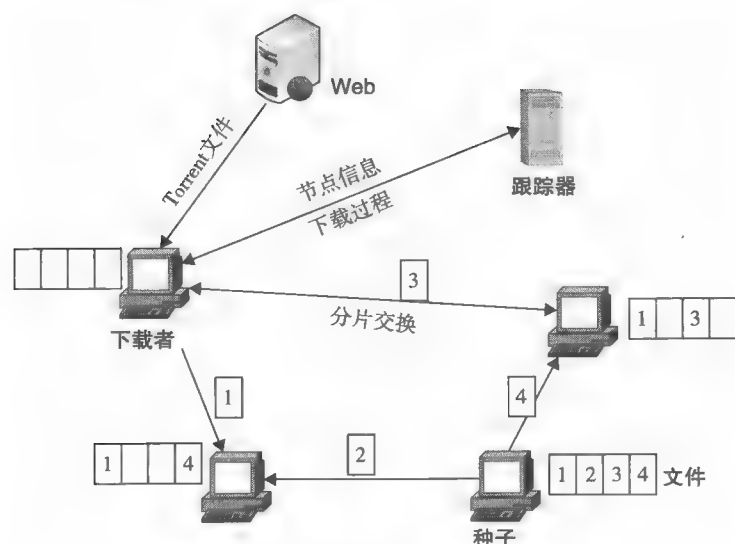 Web
Torrent文件
节点信息
下载过程
跟踪器
3
分片交换
1 3
下载者
1
4
1 4
2
1 2 3 4 文件
种子